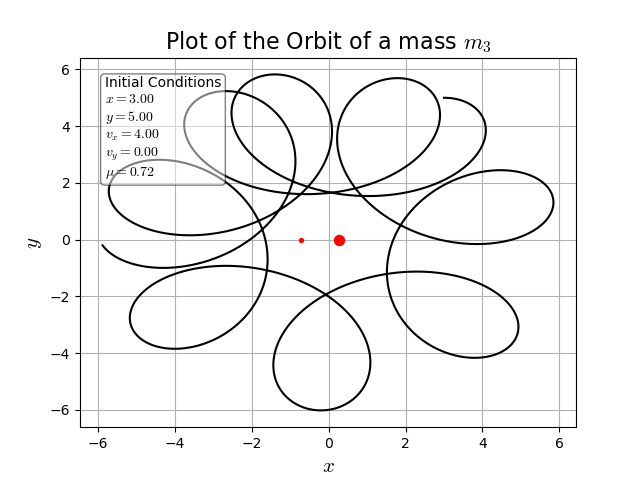 Plot of the Orbit of a mass m₃
Initial Conditions
x = 3.00
y = 5.00
vₓ = 4.00
v_y = 0.00
μ = 0.72
6
4
2
0
−2
−4
−6
y
−6 −4 −2 0 2 4 6
x